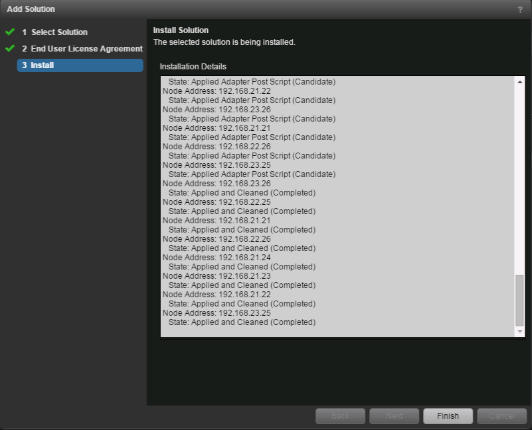 Add Solution
?
1 Select Solution
2 End User License Agreement
3 Install
Install Solution
The selected solution is being installed.
Installation Details
State: Applied Adapter Post Script (Candidate)
Node Address: 192.168.21.22
State: Applied Adapter Post Script (Candidate)
Node Address: 192.168.23.26
State: Applied Adapter Post Script (Candidate)
Node Address: 192.168.21.21
State: Applied Adapter Post Script (Candidate)
Node Address: 192.168.22.26
State: Applied Adapter Post Script (Candidate)
Node Address: 192.168.23.25
State: Applied Adapter Post Script (Candidate)
Node Address: 192.168.23.26
State: Applied and Cleaned (Completed)
Node Address: 192.168.22.25
State: Applied and Cleaned (Completed)
Node Address: 192.168.21.21
State: Applied and Cleaned (Completed)
Node Address: 192.168.22.26
State: Applied and Cleaned (Completed)
Node Address: 192.168.21.24
State: Applied and Cleaned (Completed)
Node Address: 192.168.21.23
State: Applied and Cleaned (Completed)
Node Address: 192.168.21.22
State: Applied and Cleaned (Completed)
Node Address: 192.168.23.25
State: Applied and Cleaned (Completed)
Back
Next
Finish
Cancel